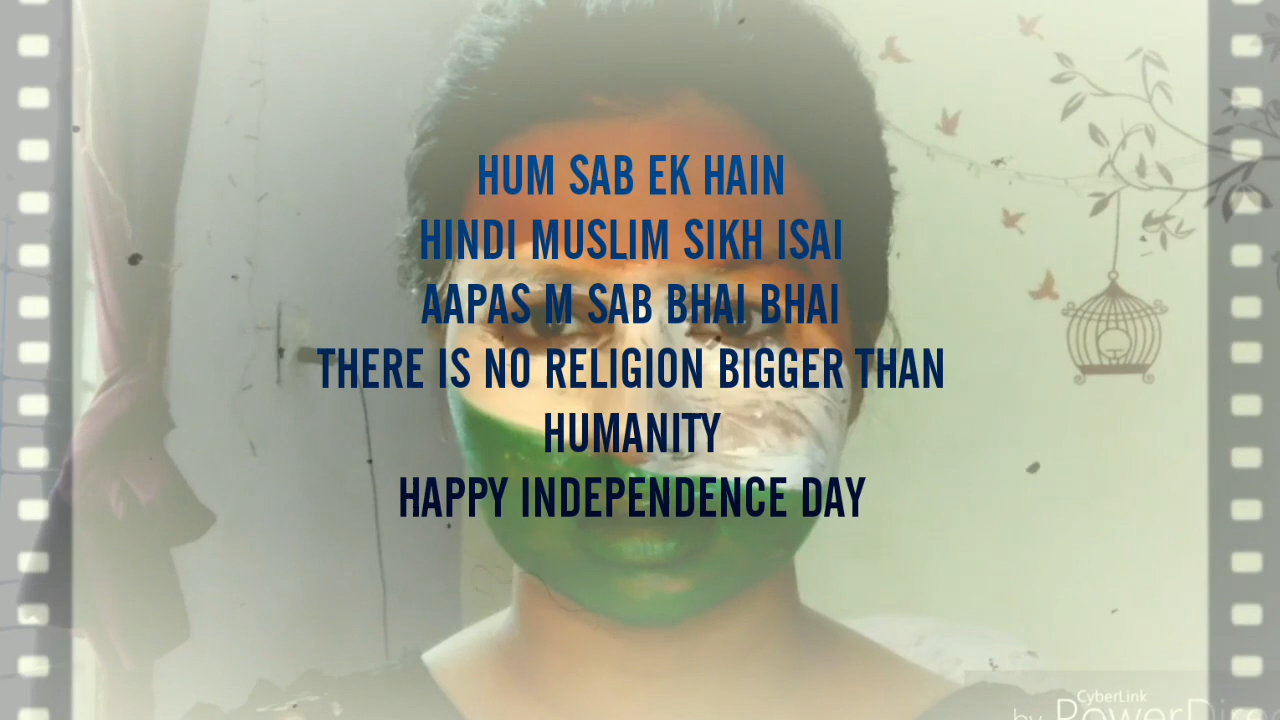 HUM SAB EK HAIN
HINDI MUSLIM SIKH ISAI
AAPAS M SAB BHAI BHAI
THERE IS NO RELIGION BIGGER THAN
HUMANITY
HAPPY INDEPENDENCE DAY
CyberLink
by